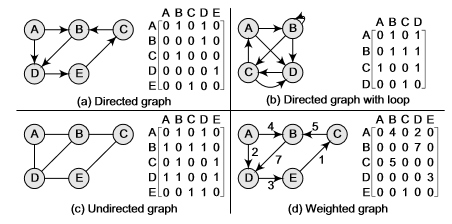 A B C
D E
A B C D E
A 0 1 0 1 0
B 0 0 0 1 0
C 0 1 0 0 0
D 0 0 0 0 1
E 0 0 1 0 0
(a) Directed graph
A B
C D
A B C D
A 0 1 0 1
B 0 1 1 1
C 1 0 0 1
D 0 0 1 0
(b) Directed graph with loop
A B C
D E
A B C D E
A 0 1 0 1 0
B 1 0 1 1 0
C 0 1 0 0 1
D 1 1 0 0 1
E 0 0 1 1 0
(c) Undirected graph
A 4 B 5 C
2 7 1
D 3 E
A B C D E
A 0 4 0 2 0
B 0 0 0 7 0
C 0 5 0 0 0
D 0 0 0 0 3
E 0 0 1 0 0
(d) Weighted graph